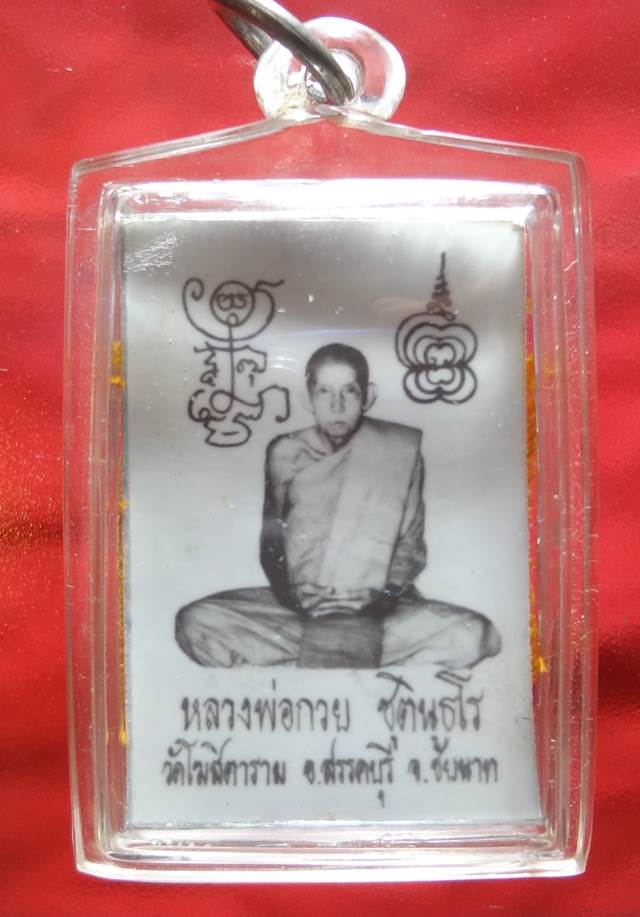 หลวงพ่อกวย ชุตินฺธโร
วัดโฆสิตาราม อ.สรรคบุรี จ.ชัยนาท